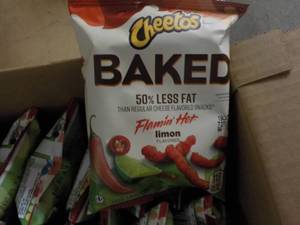 Cheetos
BAKED
50% LESS FAT
THAN REGULAR CHEESE FLAVORED SNACKS
Flamin' Hot
limon
FLAVORED